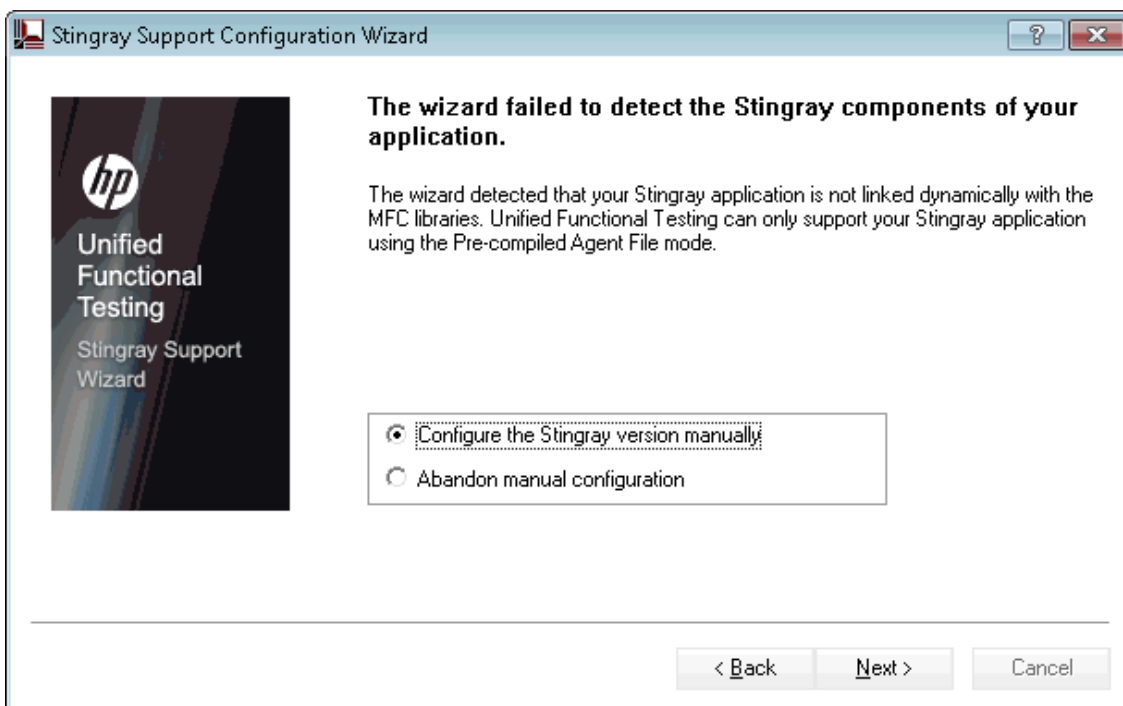 Stingray Support Configuration Wizard
?
hp
Unified
Functional
Testing
Stingray Support
Wizard
The wizard failed to detect the Stingray components of your
application.
The wizard detected that your Stingray application is not linked dynamically with the
MFC libraries. Unified Functional Testing can only support your Stingray application
using the Pre-compiled Agent File mode.
Configure the Stingray version manually
Abandon manual configuration
< Back
Next >
Cancel